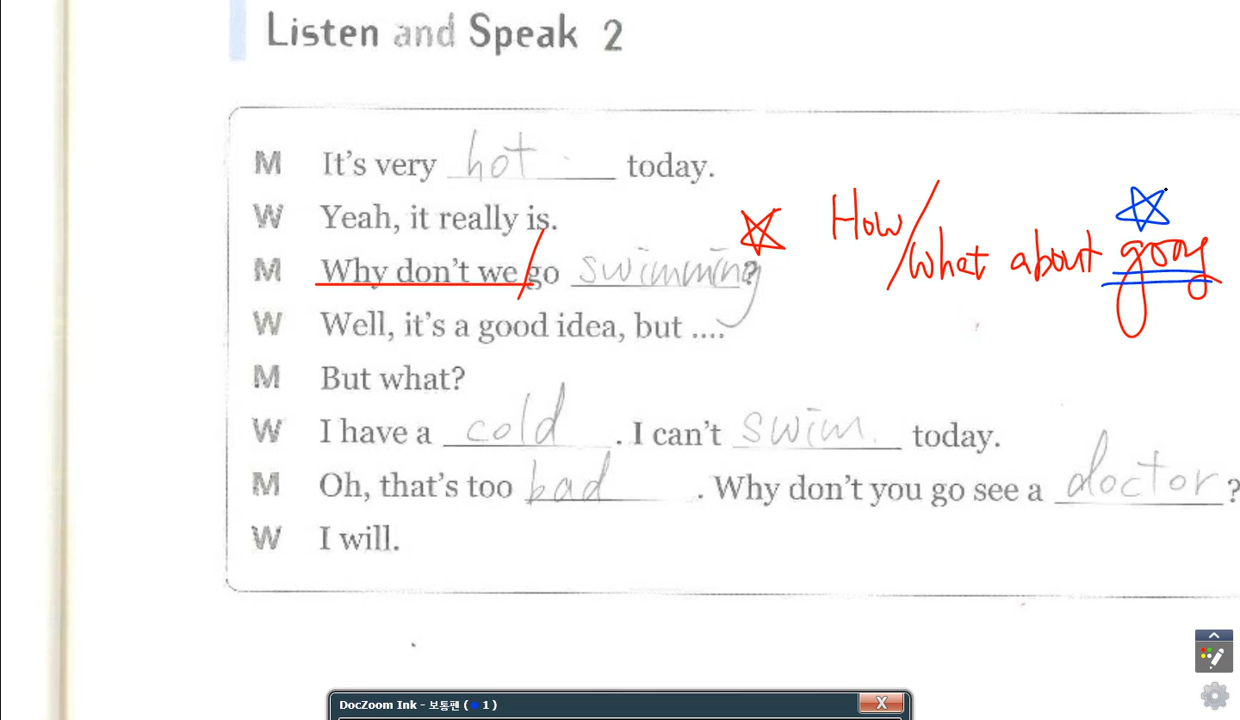 Listen and Speak 2
M It's very hot today.
W Yeah, it really is.
How/what about going
M Why don't we go swimming?
W Well, it's a good idea, but ....
M But what?
W I have a cold . I can't swim today.
M Oh, that's too bad . Why don't you go see a doctor ?
W I will.
DocZoom Ink - 보통펜 ( 1 )